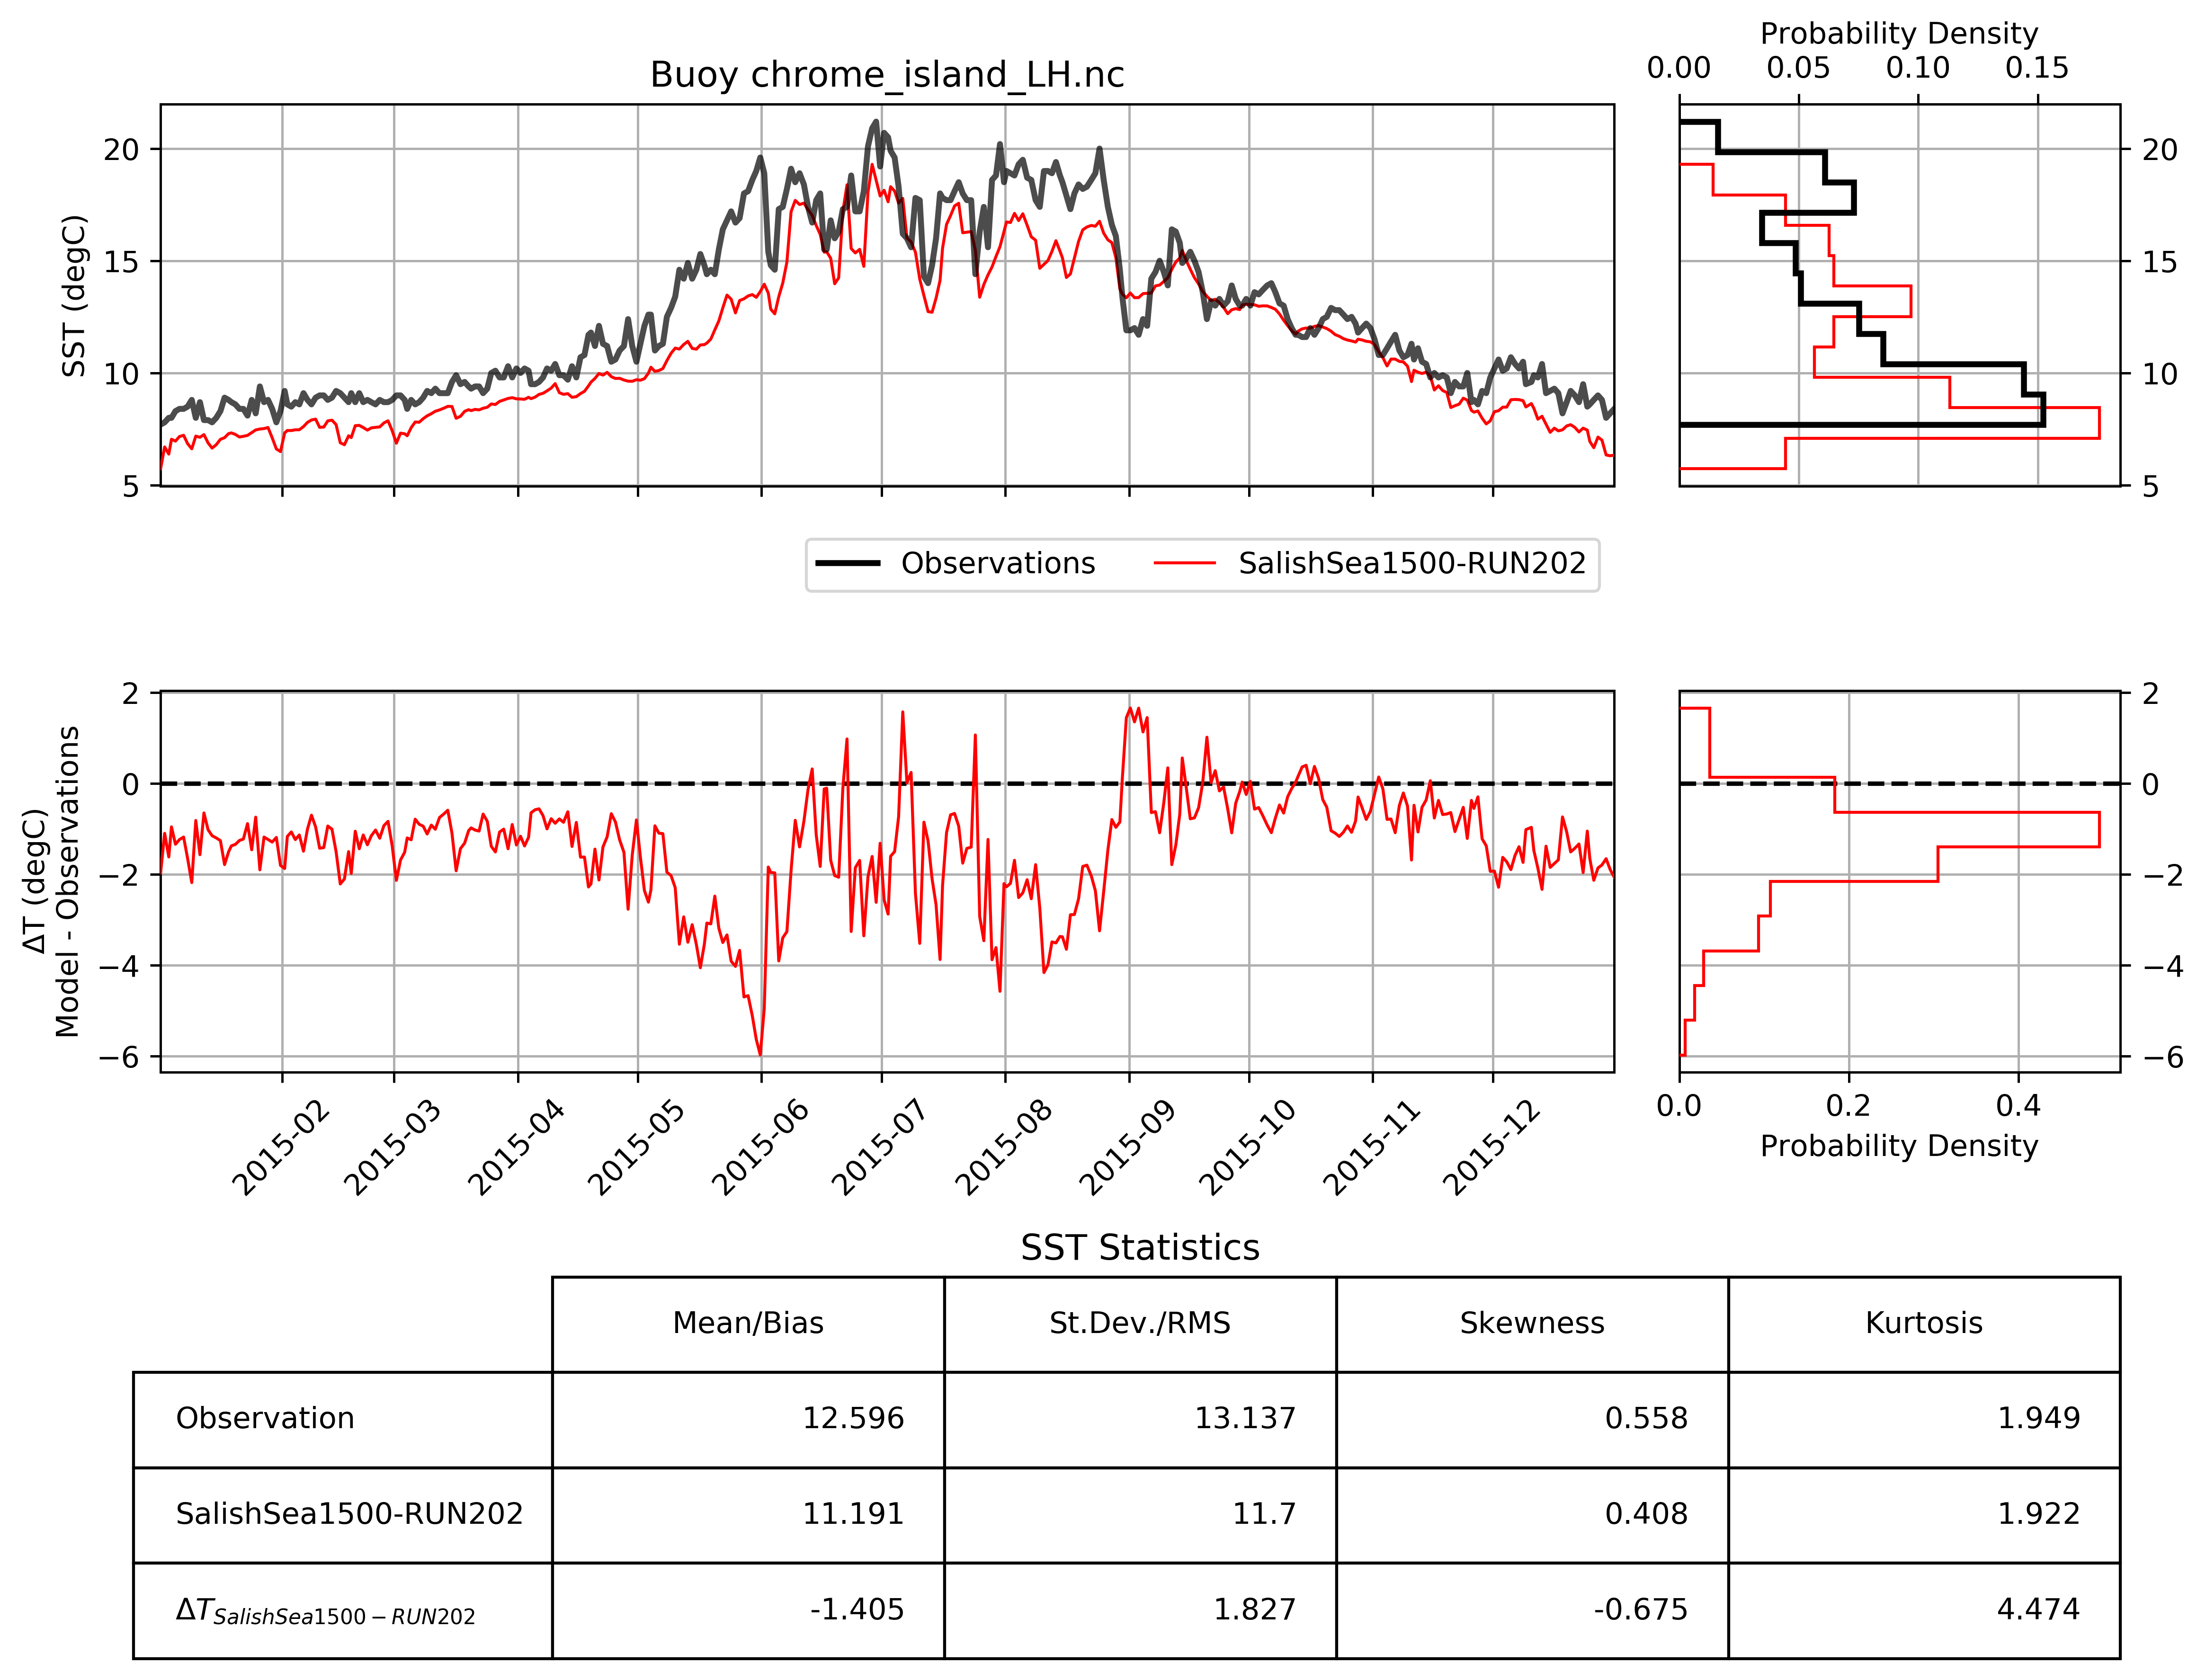 Probability Density
0.00 0.05 0.10 0.15
Buoy chrome_island_LH.nc
SST (degC)
20
15
10
5
20
15
10
5
Observations SalishSea1500-RUN202
ΔT (degC)
Model - Observations
2
0
−2
−4
−6
2
0
−2
−4
−6
2015-02 2015-03 2015-04 2015-05 2015-06 2015-07 2015-08 2015-09 2015-10 2015-11 2015-12
0.0 0.2 0.4
Probability Density
SST Statistics
Mean/Bias St.Dev./RMS Skewness Kurtosis
Observation 12.596 13.137 0.558 1.949
SalishSea1500-RUN202 11.191 11.7 0.408 1.922
ΔT SalishSea1500−RUN202 -1.405 1.827 -0.675 4.474